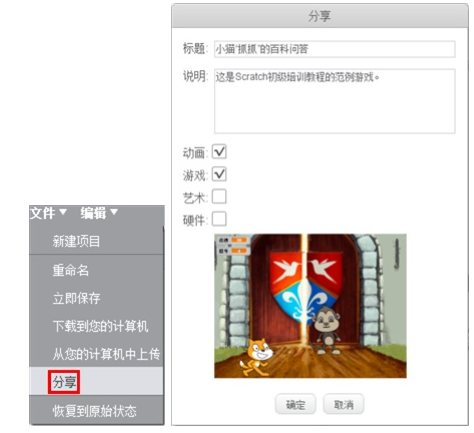 分享
标题: 小猫“抓抓”的百科问答
说明: 这是Scratch初级培训教程的范例游戏。
动画:
游戏:
艺术:
硬件:
确定 取消
文件 编辑
新建项目
重命名
立即保存
下载到您的计算机
从您的计算机中上传
分享
恢复到原始状态